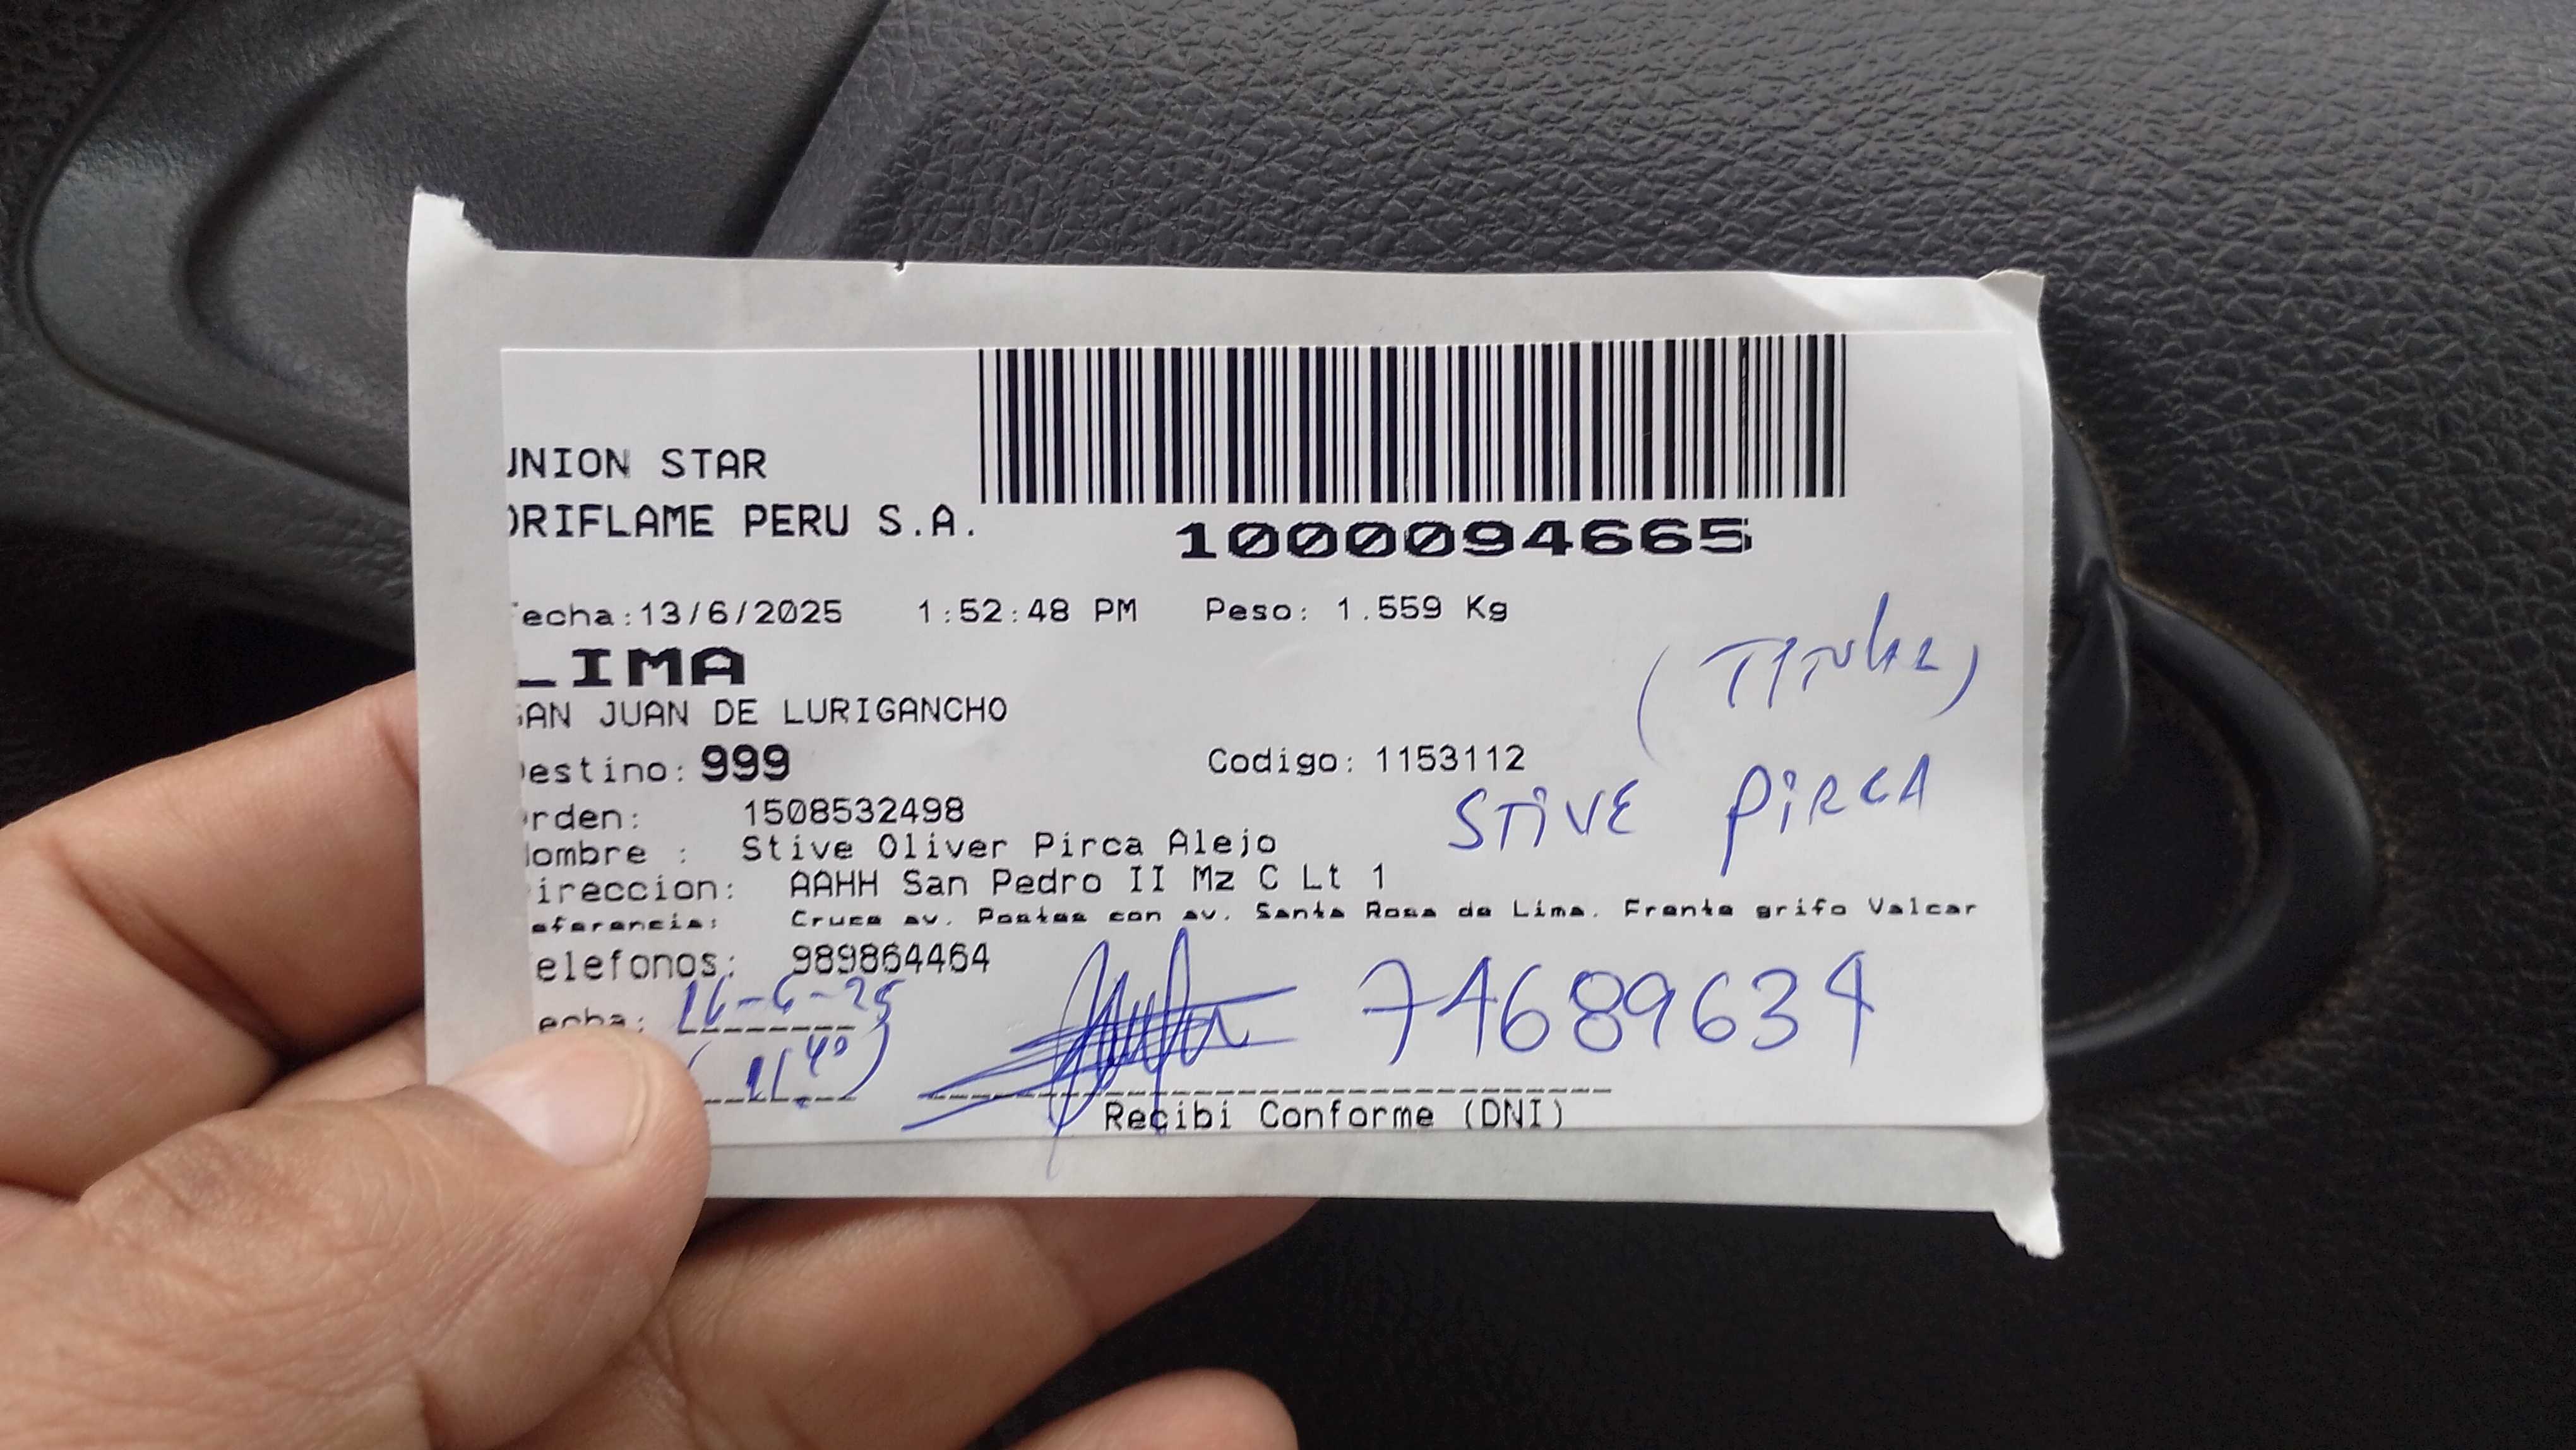 UNION STAR
ORIFLAME PERU S.A.
1000094665
Fecha:13/6/2025 1:52:48 PM Peso: 1.559 Kg
LIMA
SAN JUAN DE LURIGANCHO
Destino: 999 Codigo: 1153112
STIVE PIRCA
Orden: 1508532498
Nombre : Stive Oliver Pirca Alejo
Direccion: AAHH San Pedro II Mz C Lt 1
Referencia: Cruce av. Postes con av. Santa Rosa de Lima. Frente grifo Valcar
Telefonos: 989864464
Fecha: 16-6-25 74689634
11:40
Recibi Conforme (DNI)